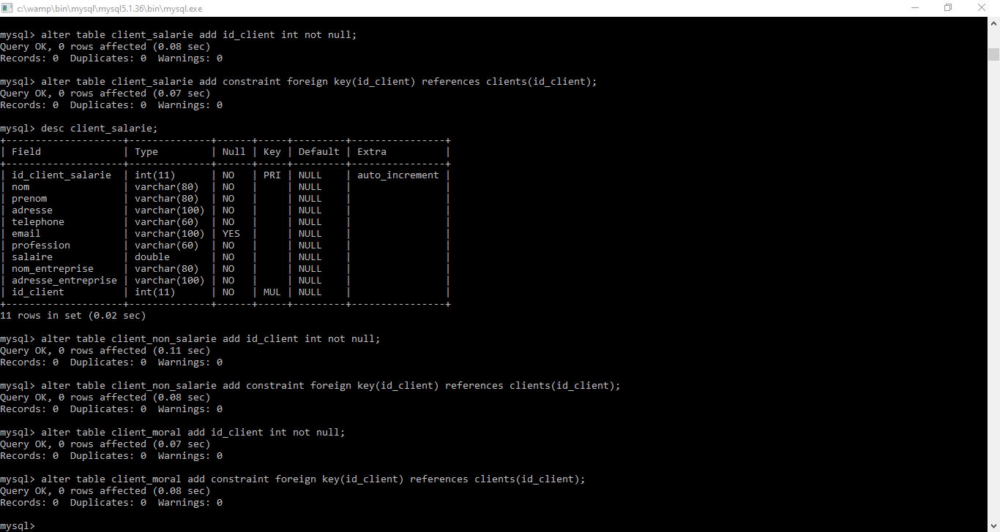 c:\wamp\bin\mysql\mysql5.1.36\bin\mysql.exe
mysql> alter table client_salarie add id_client int not null;
Query OK, 0 rows affected (0.08 sec)
Records: 0  Duplicates: 0  Warnings: 0
mysql> alter table client_salarie add constraint foreign key(id_client) references clients(id_client);
Query OK, 0 rows affected (0.07 sec)
Records: 0  Duplicates: 0  Warnings: 0
mysql> desc client_salarie;
+--------------------+--------------+------+-----+---------+----------------+
| Field              | Type         | Null | Key | Default | Extra          |
+--------------------+--------------+------+-----+---------+----------------+
| id_client_salarie  | int(11)      | NO   | PRI | NULL    | auto_increment |
| nom                | varchar(80)  | NO   |     | NULL    |                |
| prenom             | varchar(80)  | NO   |     | NULL    |                |
| adresse            | varchar(100) | NO   |     | NULL    |                |
| telephone          | varchar(60)  | NO   |     | NULL    |                |
| email              | varchar(100) | YES  |     | NULL    |                |
| profession         | varchar(60)  | NO   |     | NULL    |                |
| salaire            | double       | NO   |     | NULL    |                |
| nom_entreprise     | varchar(80)  | NO   |     | NULL    |                |
| adresse_entreprise | varchar(100) | NO   |     | NULL    |                |
| id_client          | int(11)      | NO   | MUL | NULL    |                |
+--------------------+--------------+------+-----+---------+----------------+
11 rows in set (0.02 sec)
mysql> alter table client_non_salarie add id_client int not null;
Query OK, 0 rows affected (0.11 sec)
Records: 0  Duplicates: 0  Warnings: 0
mysql> alter table client_non_salarie add constraint foreign key(id_client) references clients(id_client);
Query OK, 0 rows affected (0.08 sec)
Records: 0  Duplicates: 0  Warnings: 0
mysql> alter table client_moral add id_client int not null;
Query OK, 0 rows affected (0.07 sec)
Records: 0  Duplicates: 0  Warnings: 0
mysql> alter table client_moral add constraint foreign key(id_client) references clients(id_client);
Query OK, 0 rows affected (0.08 sec)
Records: 0  Duplicates: 0  Warnings: 0
mysql>